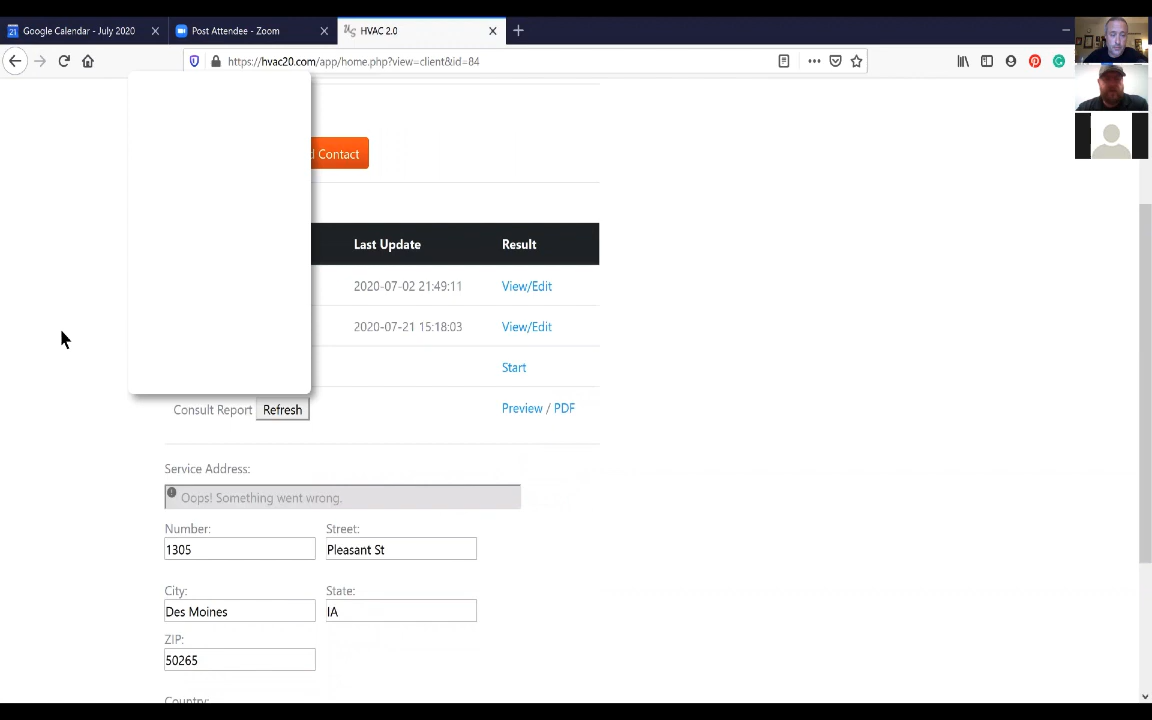 Google Calendar - July 2020
Post Attendee - Zoom
HVAC 2.0
https://hvac20.com/app/home.php?view=client&id=84
d Contact
Last Update Result
2020-07-02 21:49:11 View/Edit
2020-07-21 15:18:03 View/Edit
Start
Consult Report Refresh Preview / PDF
Service Address:
Oops! Something went wrong.
Number: Street:
1305 Pleasant St
City: State:
Des Moines IA
ZIP:
50265
Country: